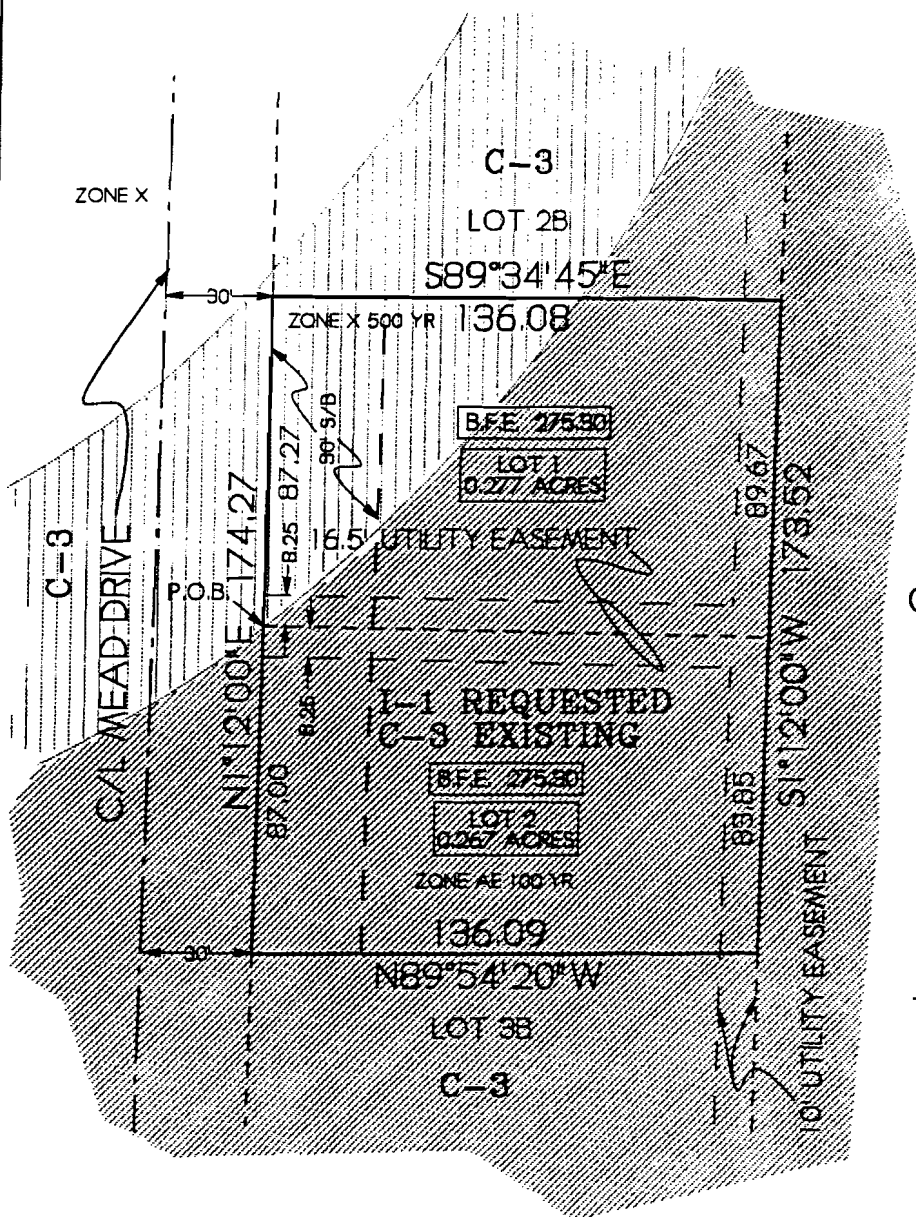 C-3
LOT 2B
ZONE X
S89°34'45"E
30'
ZONE X 500 YR
136.08
B.F.E. 275.90
LOT 1
0.277 ACRES
30' S/B
87.27
8.25
89.67
173.52
174.27
16.5' UTILITY EASEMENT
C-3
P.O.B.
C/L MEAD DRIVE
N1°12'00"E
8.25
I-1 REQUESTED
C-3 EXISTING
S1°12'00"W
87.00
B.F.E. 275.90
LOT 2
0.267 ACRES
83.85
ZONE AE 100 YR
136.09
30'
N89°54'20"W
LOT 3B
C-3
10' UTILITY EASEMENT